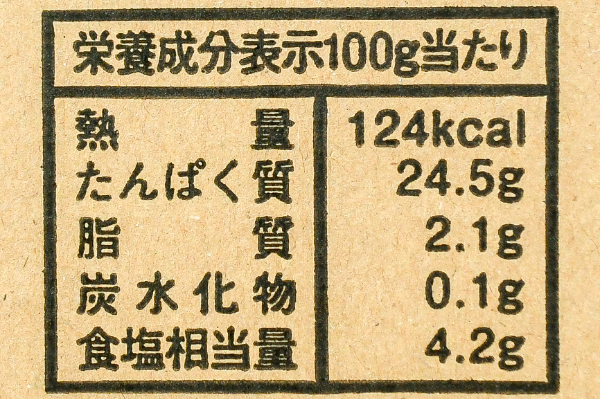 栄養成分表示100g当たり
熱量 124kcal
たんぱく質 24.5g
脂質 2.1g
炭水化物 0.1g
食塩相当量 4.2g